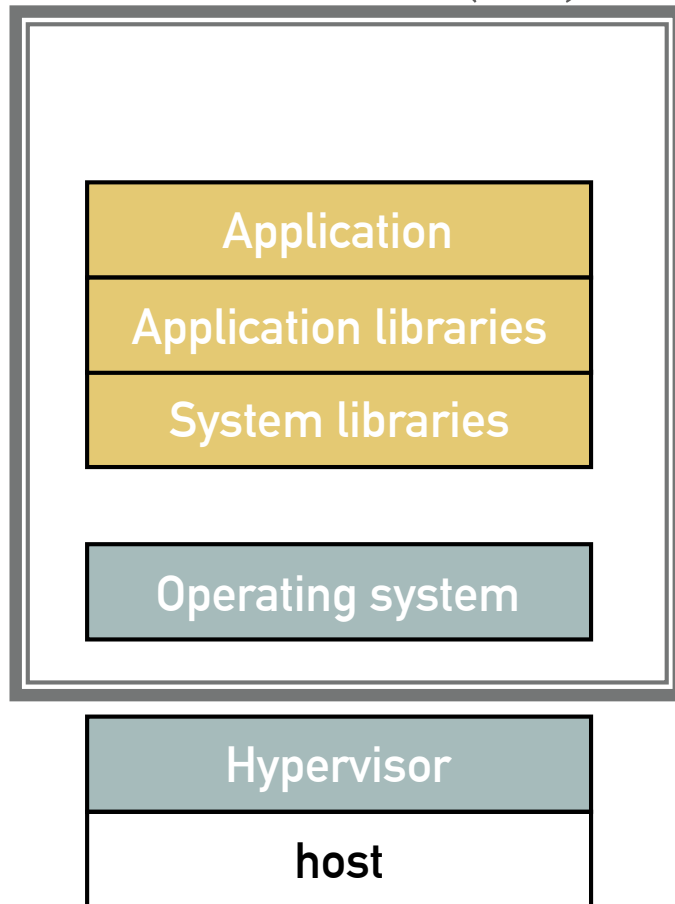 Application
Application libraries
System libraries
Operating system
Hypervisor
host